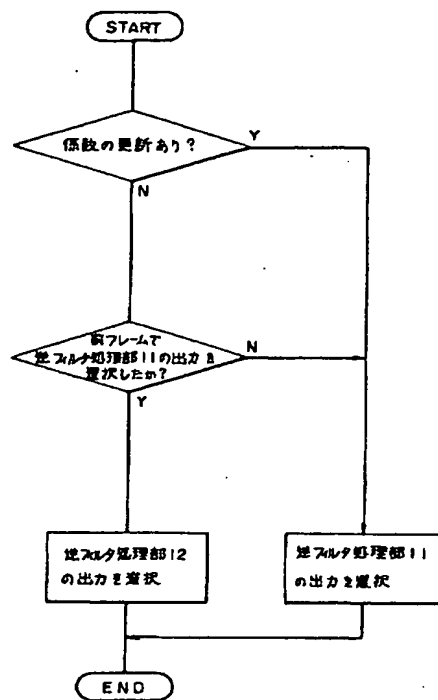 START
係数の更新あり?
Y
N
前フレームで
逆フィルタ処理部11の出力を
選択したか?
N
Y
逆フィルタ処理部12
の出力を選択
逆フィルタ処理部11
の出力を選択
END